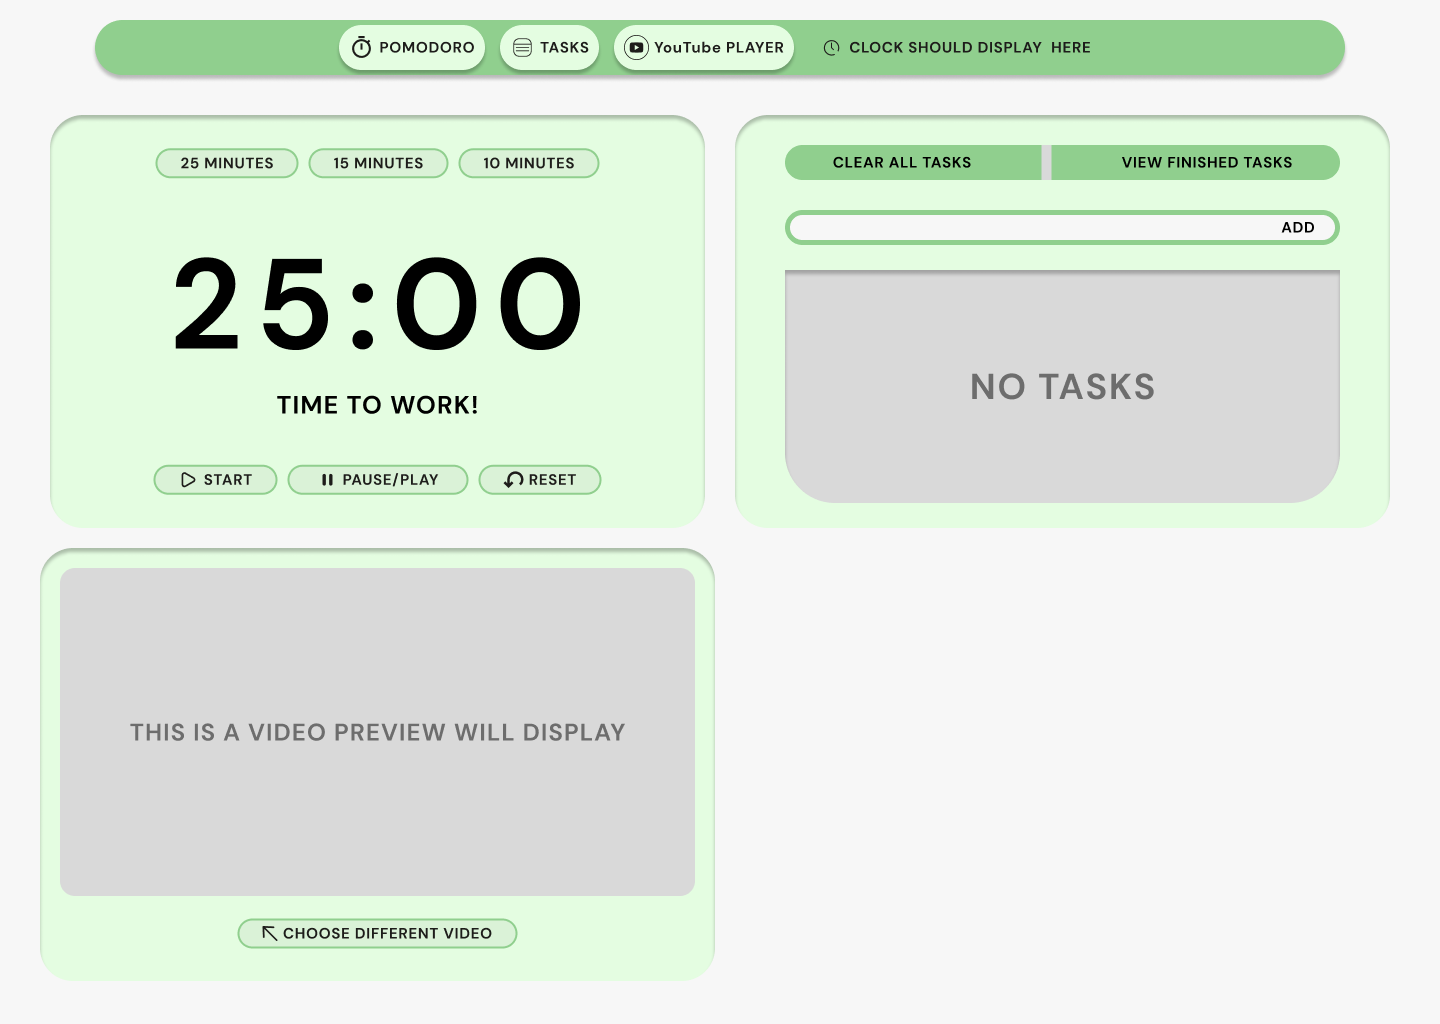 POMODORO TASKS YouTube PLAYER CLOCK SHOULD DISPLAY HERE
25 MINUTES 15 MINUTES 10 MINUTES
25:00
TIME TO WORK!
START PAUSE/PLAY RESET
CLEAR ALL TASKS VIEW FINISHED TASKS
ADD
NO TASKS
THIS IS A VIDEO PREVIEW WILL DISPLAY
CHOOSE DIFFERENT VIDEO